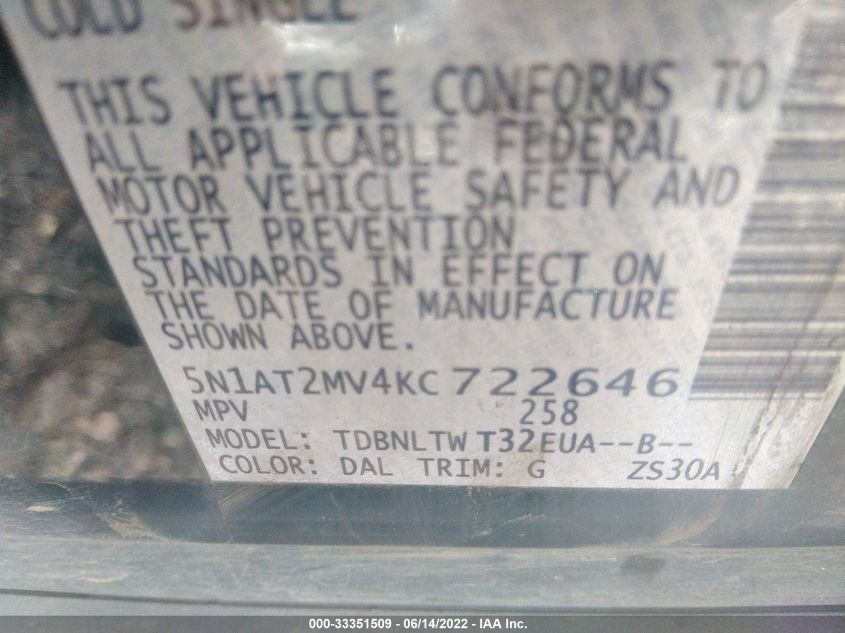 COLD SINGLE
THIS VEHICLE CONFORMS TO
ALL APPLICABLE FEDERAL
MOTOR VEHICLE SAFETY AND
THEFT PREVENTION
STANDARDS IN EFFECT ON
THE DATE OF MANUFACTURE
SHOWN ABOVE.
5N1AT2MV4KC722646
MPV 258
MODEL: TDBNLTW T32EUA--B--
COLOR: DAL TRIM: G ZS30A
000-33351509 - 06/14/2022 - IAA Inc.